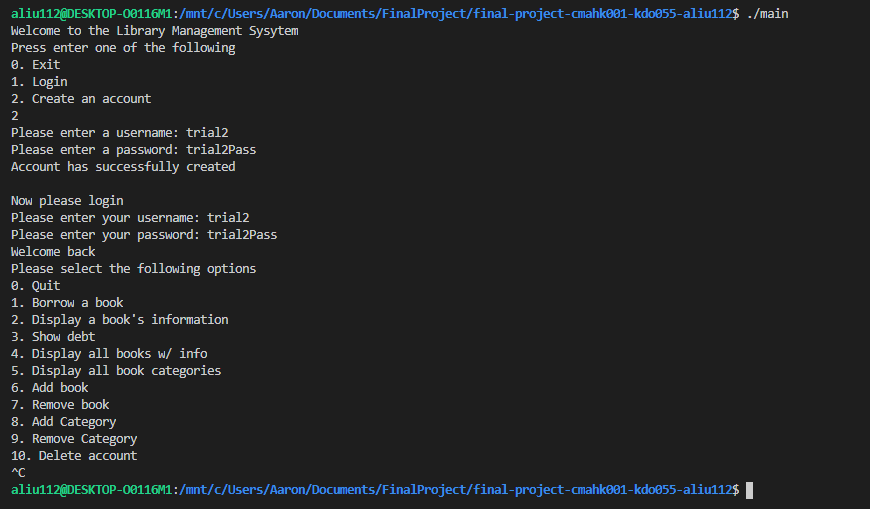 aliu112@DESKTOP-O0116M1:/mnt/c/Users/Aaron/Documents/FinalProject/final-project-cmahk001-kdo055-aliu112$ ./main
Welcome to the Library Management Sysytem
Press enter one of the following
0. Exit
1. Login
2. Create an account
2
Please enter a username: trial2
Please enter a password: trial2Pass
Account has successfully created

Now please login
Please enter your username: trial2
Please enter your password: trial2Pass
Welcome back
Please select the following options
0. Quit
1. Borrow a book
2. Display a book's information
3. Show debt
4. Display all books w/ info
5. Display all book categories
6. Add book
7. Remove book
8. Add Category
9. Remove Category
10. Delete account
^C
aliu112@DESKTOP-O0116M1:/mnt/c/Users/Aaron/Documents/FinalProject/final-project-cmahk001-kdo055-aliu112$